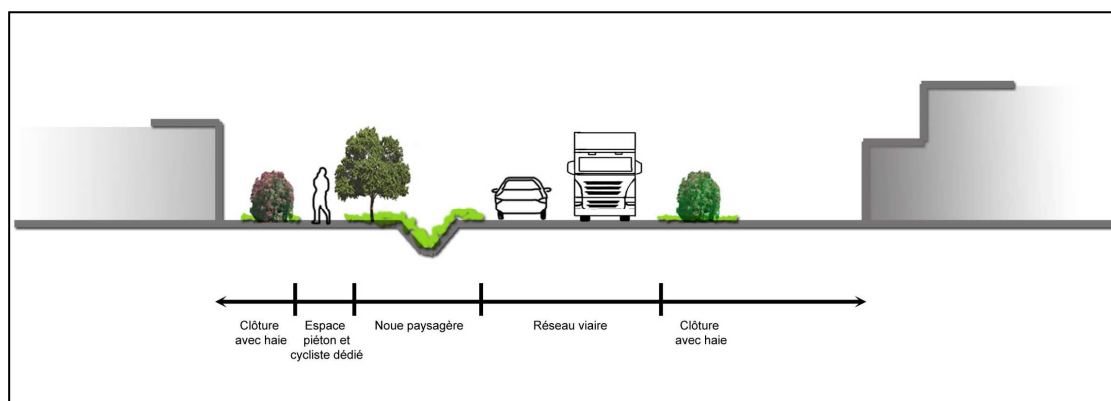 Clôture
avec haie
Espace
piéton et
cycliste dédié
Noue paysagère
Réseau viaire
Clôture
avec haie